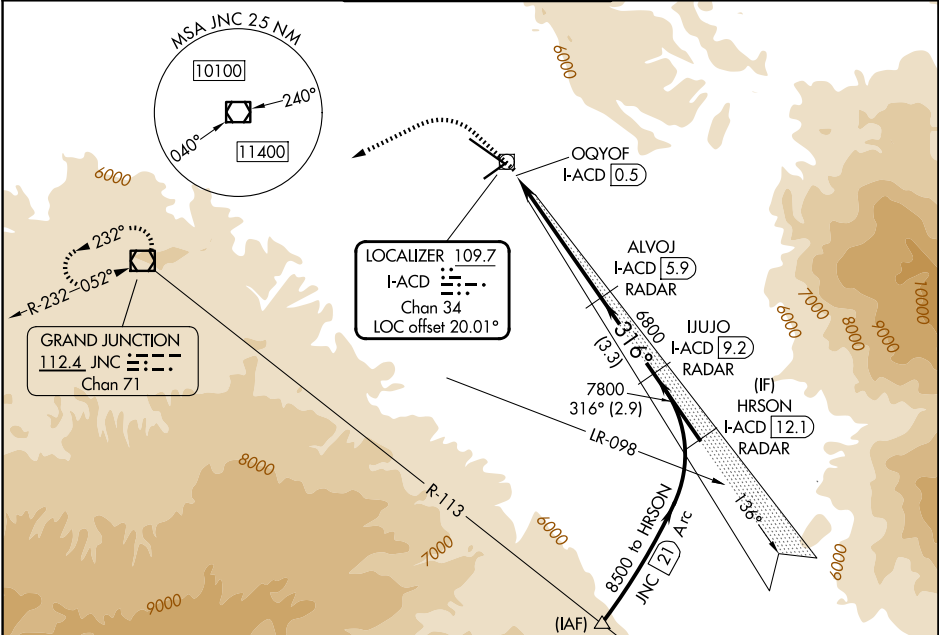 MSA JNC 25 NM
10100
240°
040°
11400
6000
6000
OQYOF
I-ACD 0.5
LOCALIZER 109.7
I-ACD
Chan 34
LOC offset 20.01°
ALVOJ
I-ACD 5.9
RADAR
6800
316°
(3.3)
IJUJO
I-ACD 9.2
RADAR
7800
316° (2.9)
(IF)
HRSON
I-ACD 12.1
RADAR
LR-098
136°
232°
R-232
052°
GRAND JUNCTION
112.4 JNC
Chan 71
R-113
8500 to HRSON
JNC 21 Arc
(IAF)
8000
7000
6000
9000
6000
7000
8000
9000
10000
6000